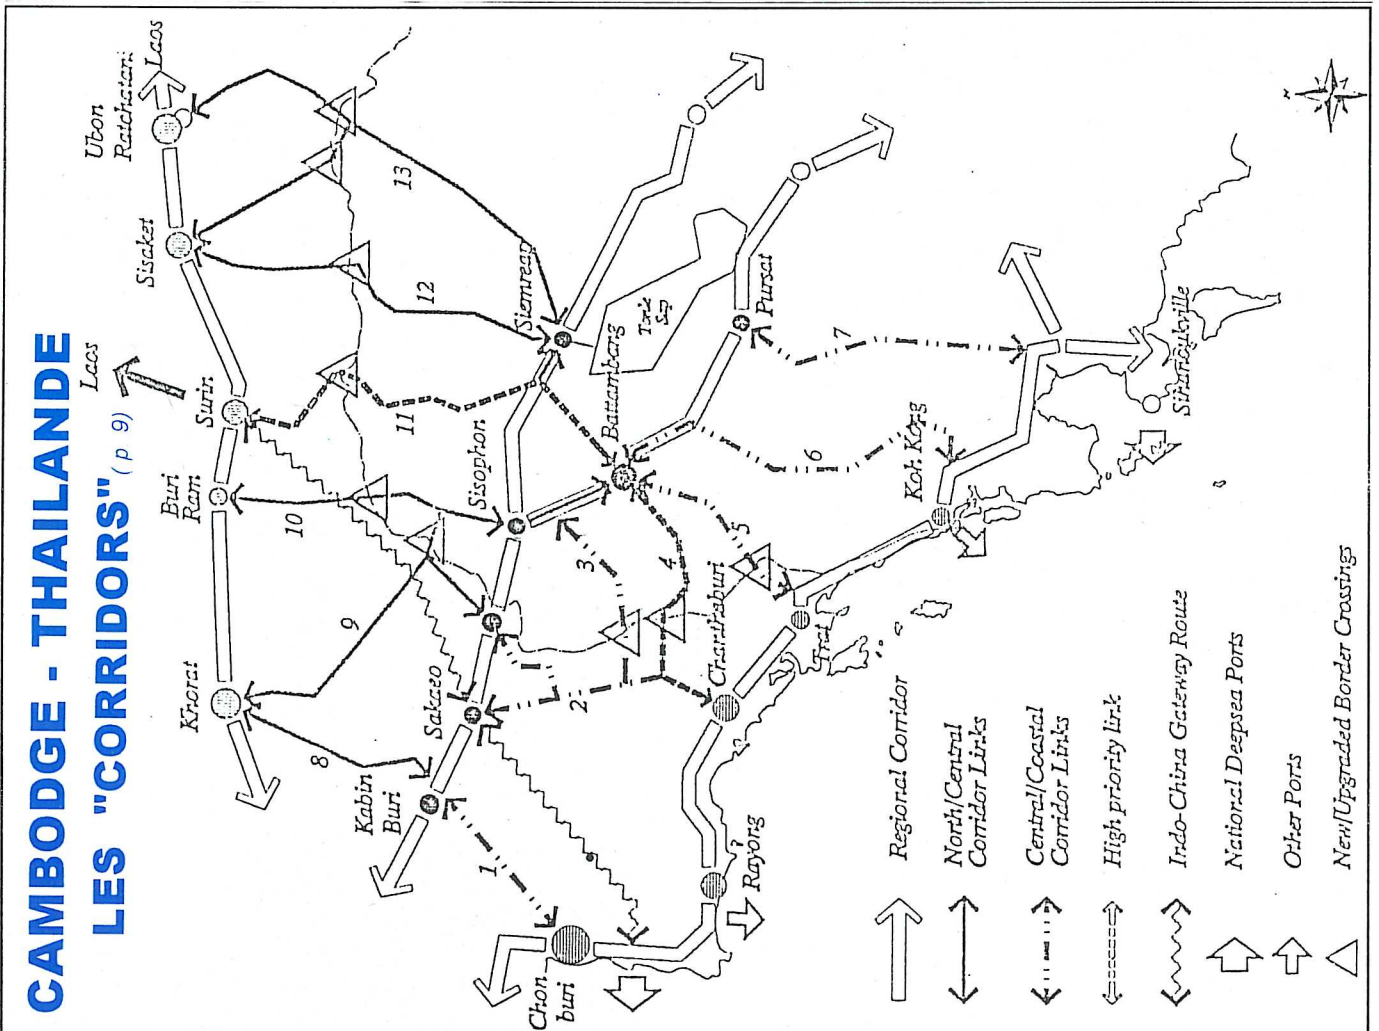 CAMBODGE - THAILANDE
LES "CORRIDORS" (p 9)
Laos
Ubon
Ratchatani
Sisaket
Laos
Surin
Buri
Ram
Khorat
13
12
11
10
9
8
Siemreap
Tonle
Sap
Sisophon
Battambang
Pursat
Sakaeo
Kabin
Buri
7
6
5
4
3
2
1
Koh Kong
Sihanoukville
Chanthaburi
Trat
Rayong
Chon
buri
N
Regional Corridor
North/Central
Corridor Links
Central/Coastal
Corridor Links
High priority link
Indo-China Gateway Route
National Deepsea Ports
Other Ports
New/Upgraded Border Crossings